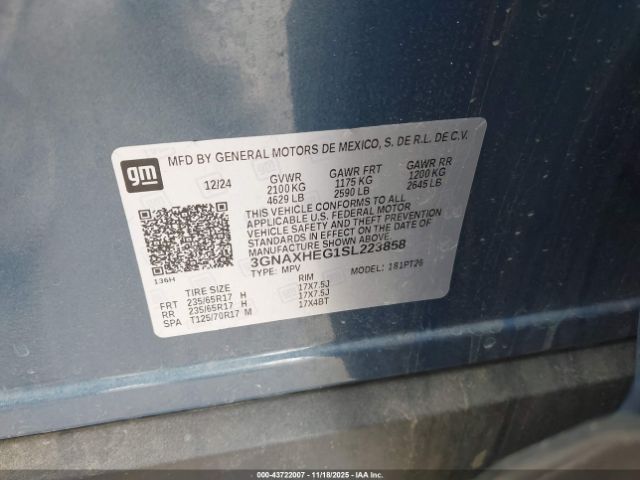 gm
MFD BY GENERAL MOTORS DE MEXICO, S. DE R.L. DE C.V.
12/24 GVWR GAWR FRT GAWR RR
2100 KG 1175 KG 1200 KG
4629 LB 2590 LB 2645 LB
THIS VEHICLE CONFORMS TO ALL
APPLICABLE U.S. FEDERAL MOTOR
VEHICLE SAFETY, BUMPER, AND THEFT
PREVENTION STANDARDS IN EFFECT
ON THE DATE OF
MANUFACTURE SHOWN ABOVE.
3GNAXHEG1SL223858
136H
TYPE: MPV MODEL: 1B1PT26
TIRE SIZE RIM
FRT 235/65R17 H 17X7.5J
RR 235/65R17 H 17X7.5J
SPA T125/70R17 M 17X4BT
000-43722007 - 11/18/2025 - IAAI, Inc.